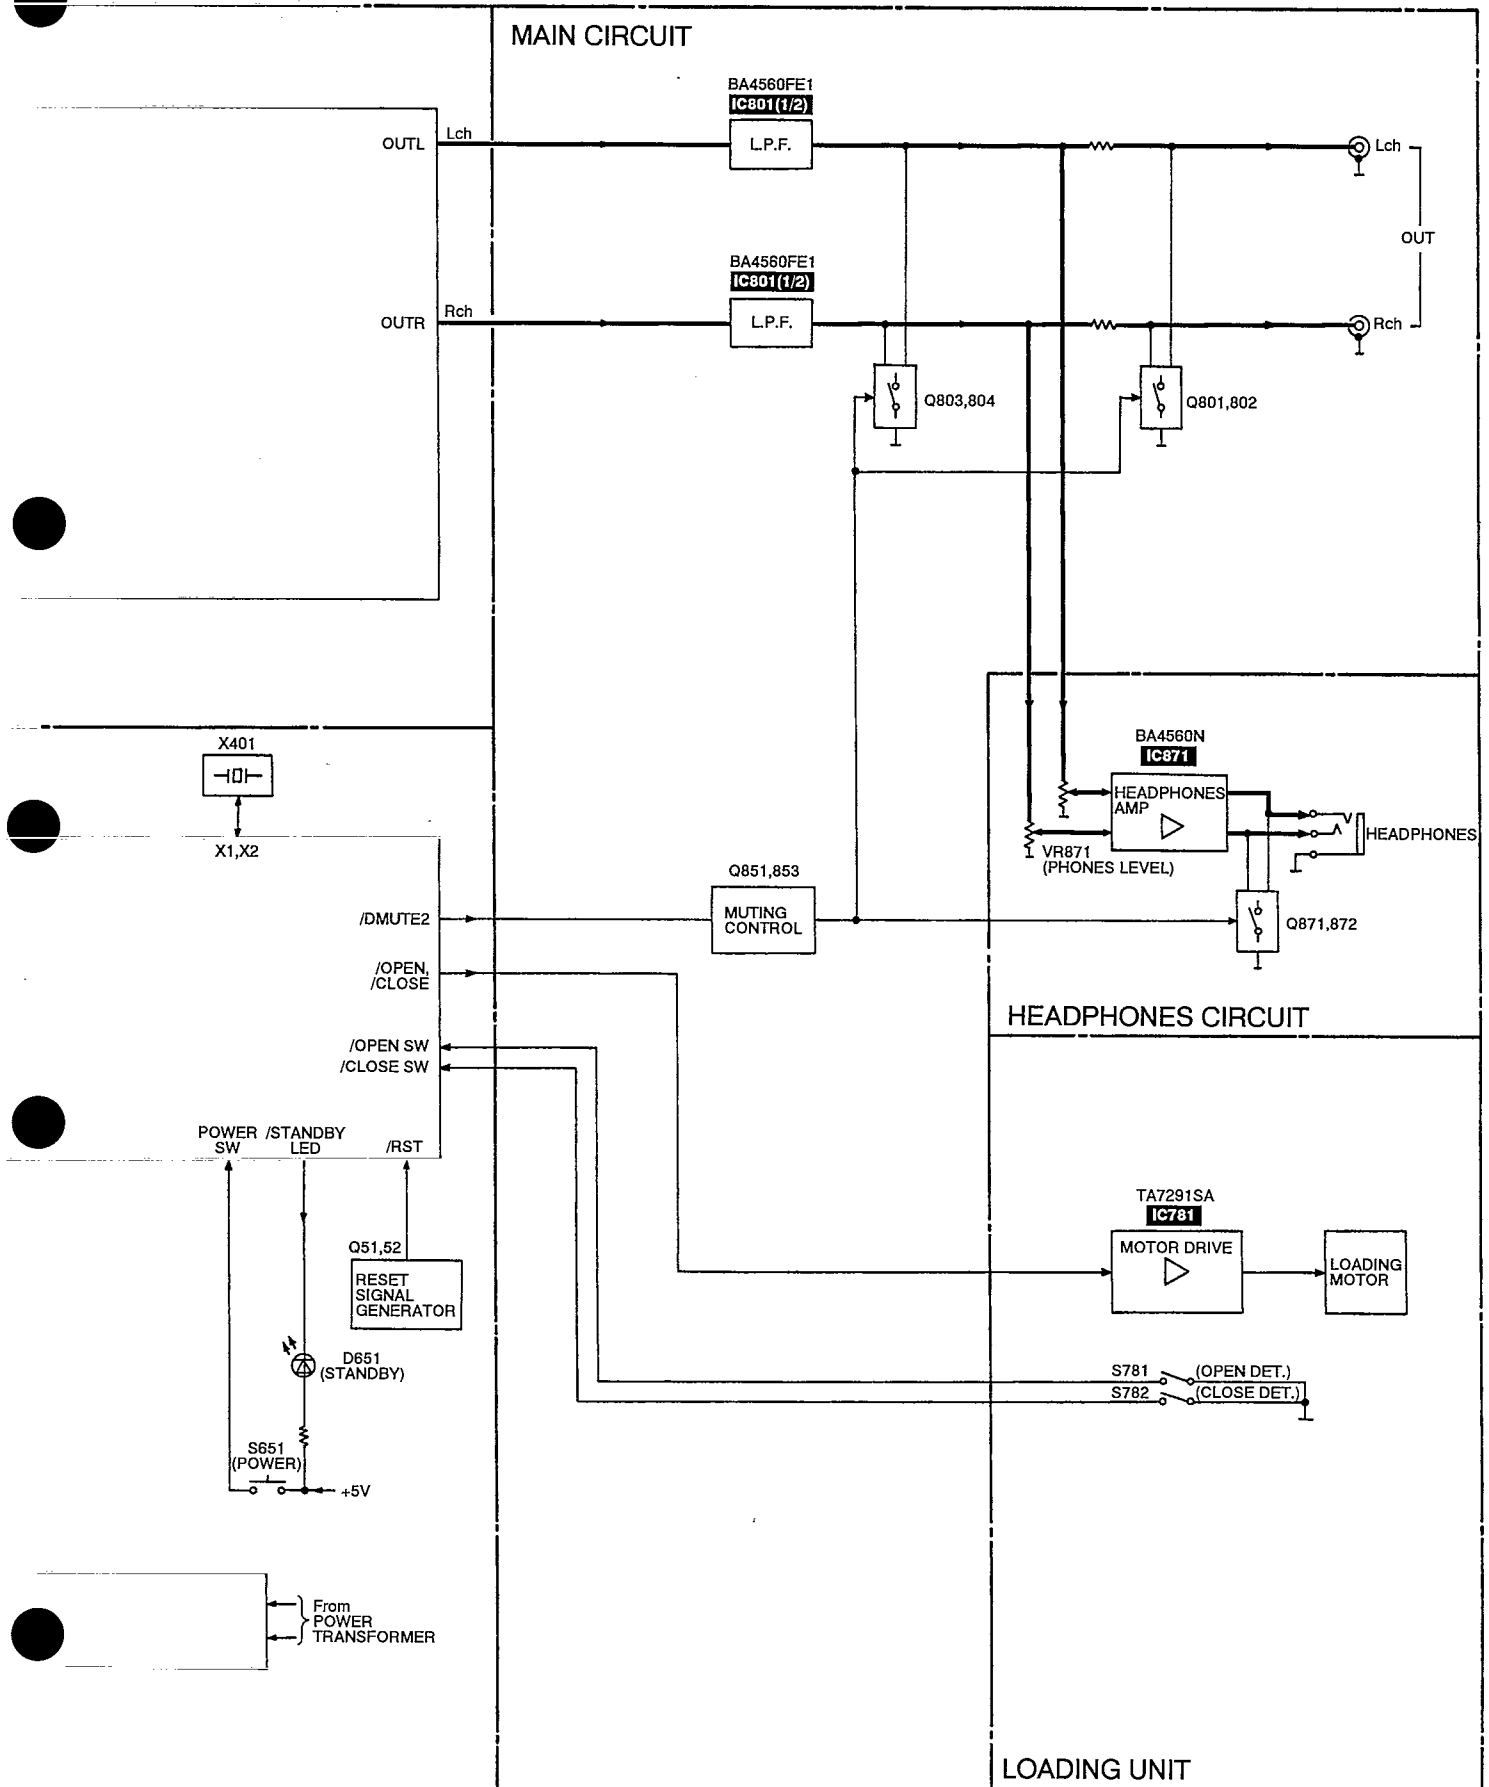 MAIN CIRCUIT
BA4560FE1
IC801(1/2)
L.P.F.
OUTL
Lch
Lch
OUT
BA4560FE1
IC801(1/2)
L.P.F.
OUTR
Rch
Rch
Q803,804
Q801,802
X401
X1,X2
BA4560N
IC871
HEADPHONES
AMP
HEADPHONES
VR871
(PHONES LEVEL)
Q851,853
MUTING
CONTROL
/DMUTE2
Q871,872
/OPEN,
/CLOSE
HEADPHONES CIRCUIT
/OPEN SW
/CLOSE SW
POWER
SW
/STANDBY
LED
/RST
Q51,52
RESET
SIGNAL
GENERATOR
TA7291SA
IC781
MOTOR DRIVE
LOADING
MOTOR
D651
(STANDBY)
S781
(OPEN DET.)
S782
(CLOSE DET.)
S651
(POWER)
+5V
From
POWER
TRANSFORMER
LOADING UNIT